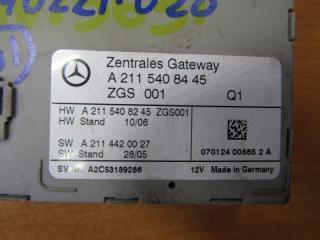 Zentrales Gateway
A 211 540 84 45
ZGS 001 Q1
HW A 211 540 82 45 ZGS001
HW Stand 10/06
SW A 211 442 00 27
SW Stand 28/05
070124 00565 2 A
SV Nr. A2C53189286 12V Made in Germany